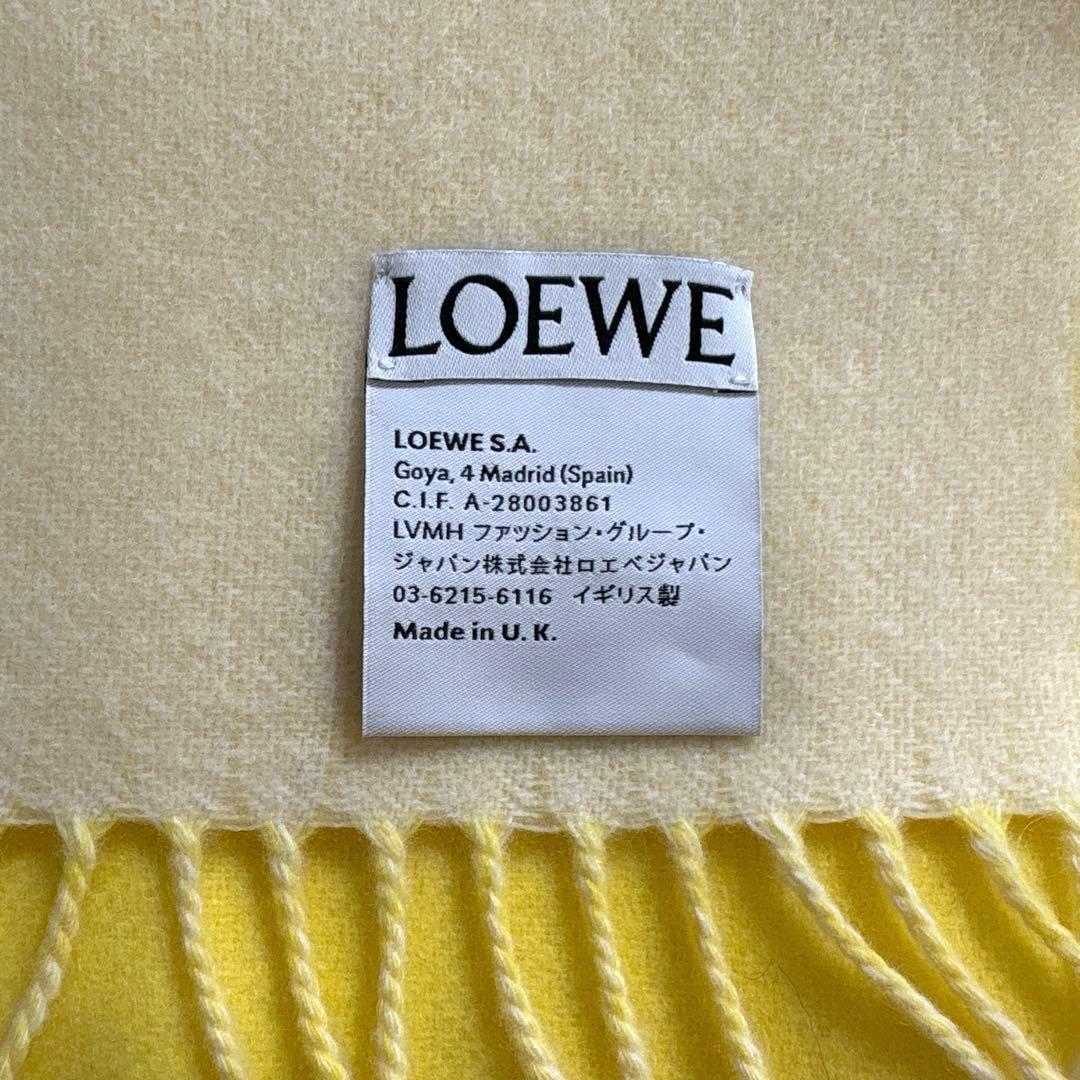 LOEWE
LOEWE S.A.
Goya, 4 Madrid (Spain)
C.I.F. A-28003861
LVMH ファッション・グループ・
ジャパン株式会社ロエベジャパン
03-6215-6116 イギリス製
Made in U. K.